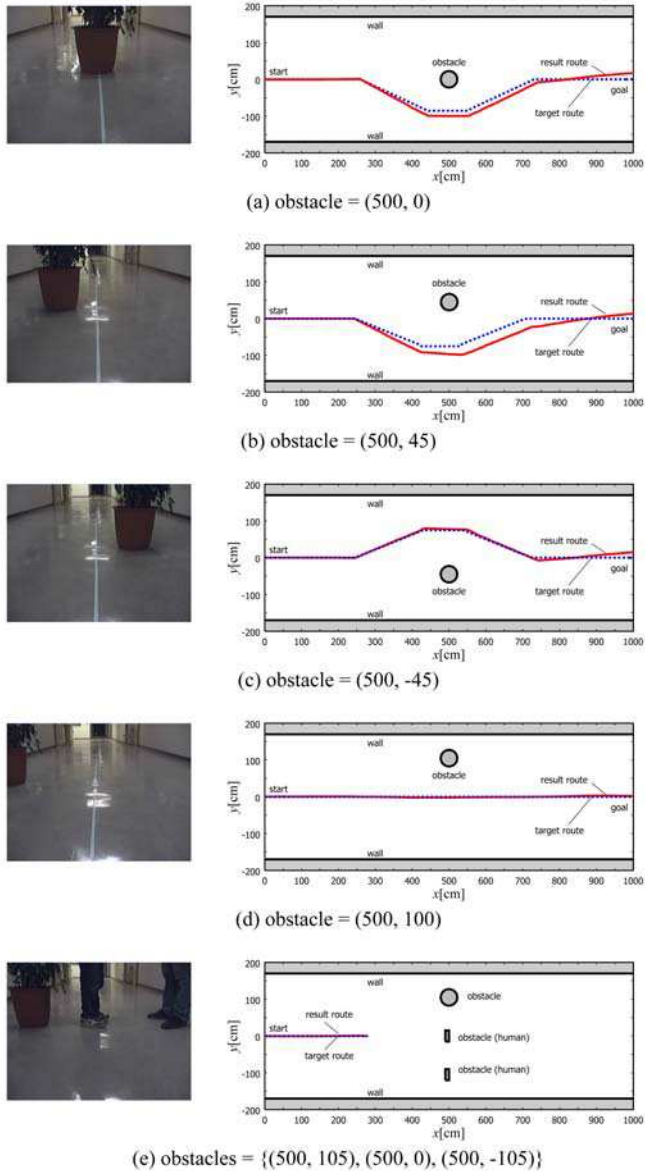 200
wall
100
obstacle
result route
start
0
goal
-100
target route
wall
-200
y[cm]
0 100 200 300 400 500 600 700 800 900 1000
x[cm]
(a) obstacle = (500, 0)
200
wall
100
obstacle
result route
start
0
goal
-100
target route
wall
-200
y[cm]
0 100 200 300 400 500 600 700 800 900 1000
x[cm]
(b) obstacle = (500, 45)
200
wall
100
result route
start
0
goal
obstacle
target route
-100
wall
-200
y[cm]
0 100 200 300 400 500 600 700 800 900 1000
x[cm]
(c) obstacle = (500, -45)
200
wall
100
obstacle
result route
start
0
goal
target route
-100
wall
-200
y[cm]
0 100 200 300 400 500 600 700 800 900 1000
x[cm]
(d) obstacle = (500, 100)
200
wall
100
obstacle
result route
start
0
obstacle (human)
target route
-100
obstacle (human)
wall
-200
y[cm]
0 100 200 300 400 500 600 700 800 900 1000
x[cm]
(e) obstacles = {(500, 105), (500, 0), (500, -105)}